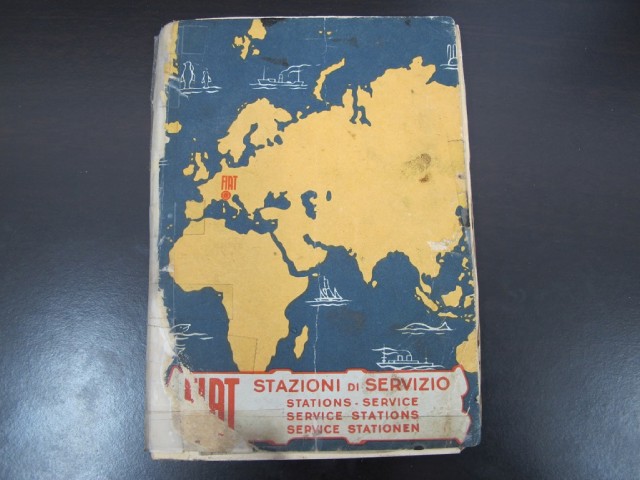 FIAT
FIAT STAZIONI DI SERVIZIO
STATIONS - SERVICE
SERVICE STATIONS
SERVICE STATIONEN